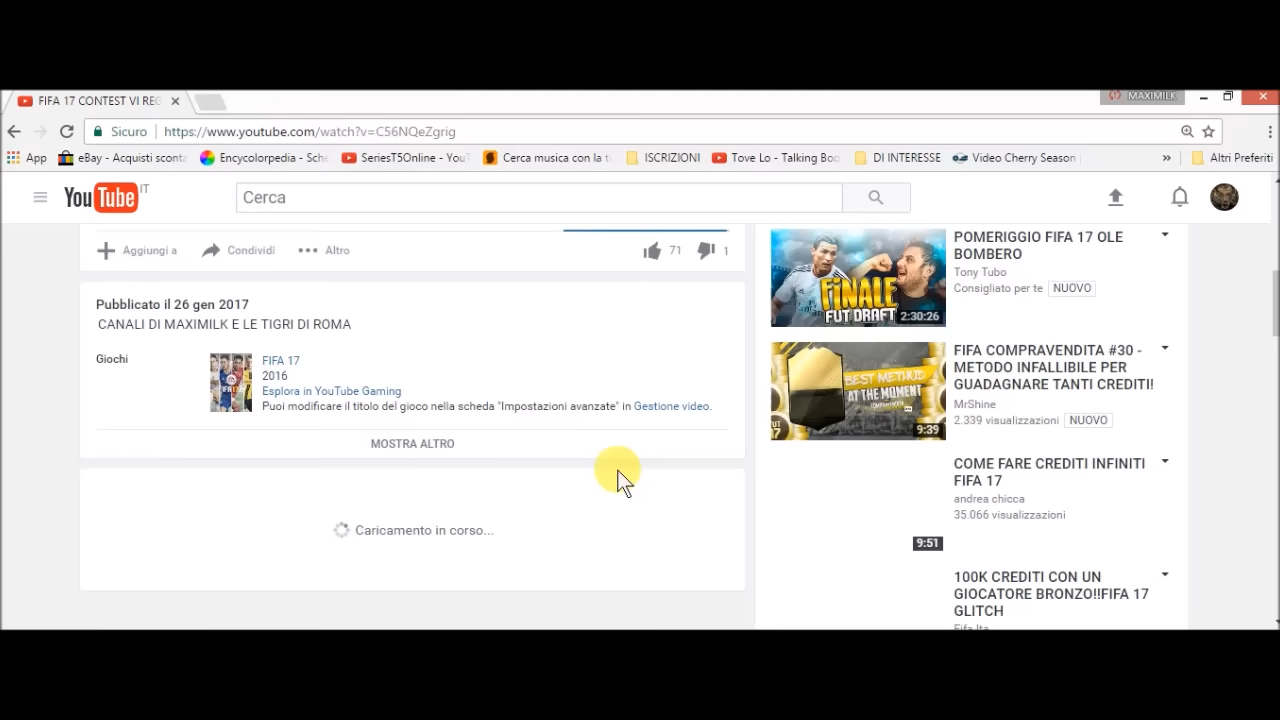 FIFA 17 CONTEST VI REG
MAXIMILK
Sicuro
https://www.youtube.com/watch?v=C56NQeZgrig
App
eBay - Acquisti sconta
Encycolorpedia - Sche
SeriesT5Online - YouT
Cerca musica con la t
ISCRIZIONI
Tove Lo - Talking Bod
DI INTERESSE
Video Cherry Season
»
Altri Preferiti
YouTube IT
Cerca
Aggiungi a
Condividi
Altro
71
1
Pubblicato il 26 gen 2017
CANALI DI MAXIMILK E LE TIGRI DI ROMA
Giochi
FIFA 17
2016
Esplora in YouTube Gaming
Puoi modificare il titolo del gioco nella scheda "Impostazioni avanzate" in Gestione video.
MOSTRA ALTRO
Caricamento in corso...
FINALE
FUT DRAFT
2:30:26
POMERIGGIO FIFA 17 OLE
BOMBERO
Tony Tubo
Consigliato per te NUOVO
BEST METHOD
AT THE MOMENT
9:39
FIFA COMPRAVENDITA #30 -
METODO INFALLIBILE PER
GUADAGNARE TANTI CREDITI!
MrShine
2.339 visualizzazioni NUOVO
COME FARE CREDITI INFINITI
FIFA 17
andrea chicca
35.066 visualizzazioni
9:51
100K CREDITI CON UN
GIOCATORE BRONZO!!FIFA 17
GLITCH
Fifa Ita